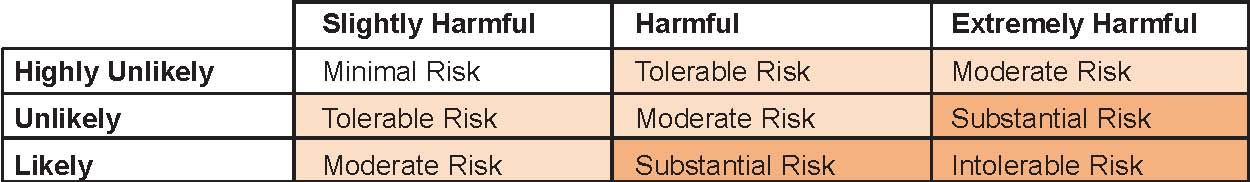 Slightly Harmful Harmful Extremely Harmful
Highly Unlikely Minimal Risk Tolerable Risk Moderate Risk
Unlikely Tolerable Risk Moderate Risk Substantial Risk
Likely Moderate Risk Substantial Risk Intolerable Risk